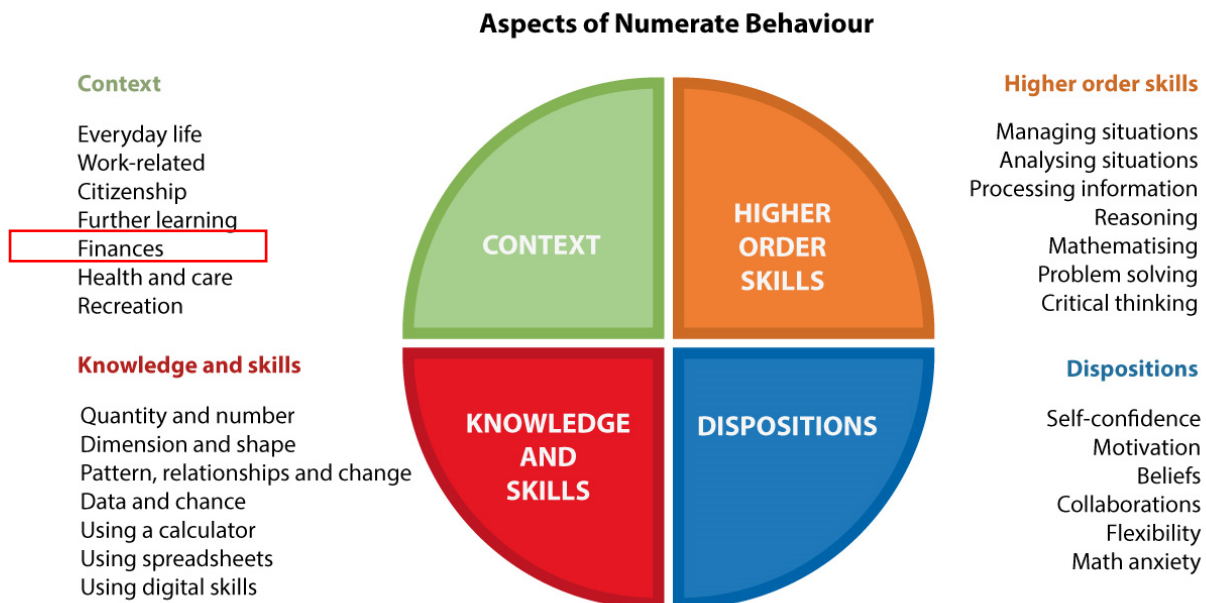 Aspects of Numerate Behaviour
Context
Everyday life
Work-related
Citizenship
Further learning
Finances
Health and care
Recreation
Knowledge and skills
Quantity and number
Dimension and shape
Pattern, relationships and change
Data and chance
Using a calculator
Using spreadsheets
Using digital skills
CONTEXT
HIGHER
ORDER
SKILLS
KNOWLEDGE
AND
SKILLS
DISPOSITIONS
Higher order skills
Managing situations
Analysing situations
Processing information
Reasoning
Mathematising
Problem solving
Critical thinking
Dispositions
Self-confidence
Motivation
Beliefs
Collaborations
Flexibility
Math anxiety